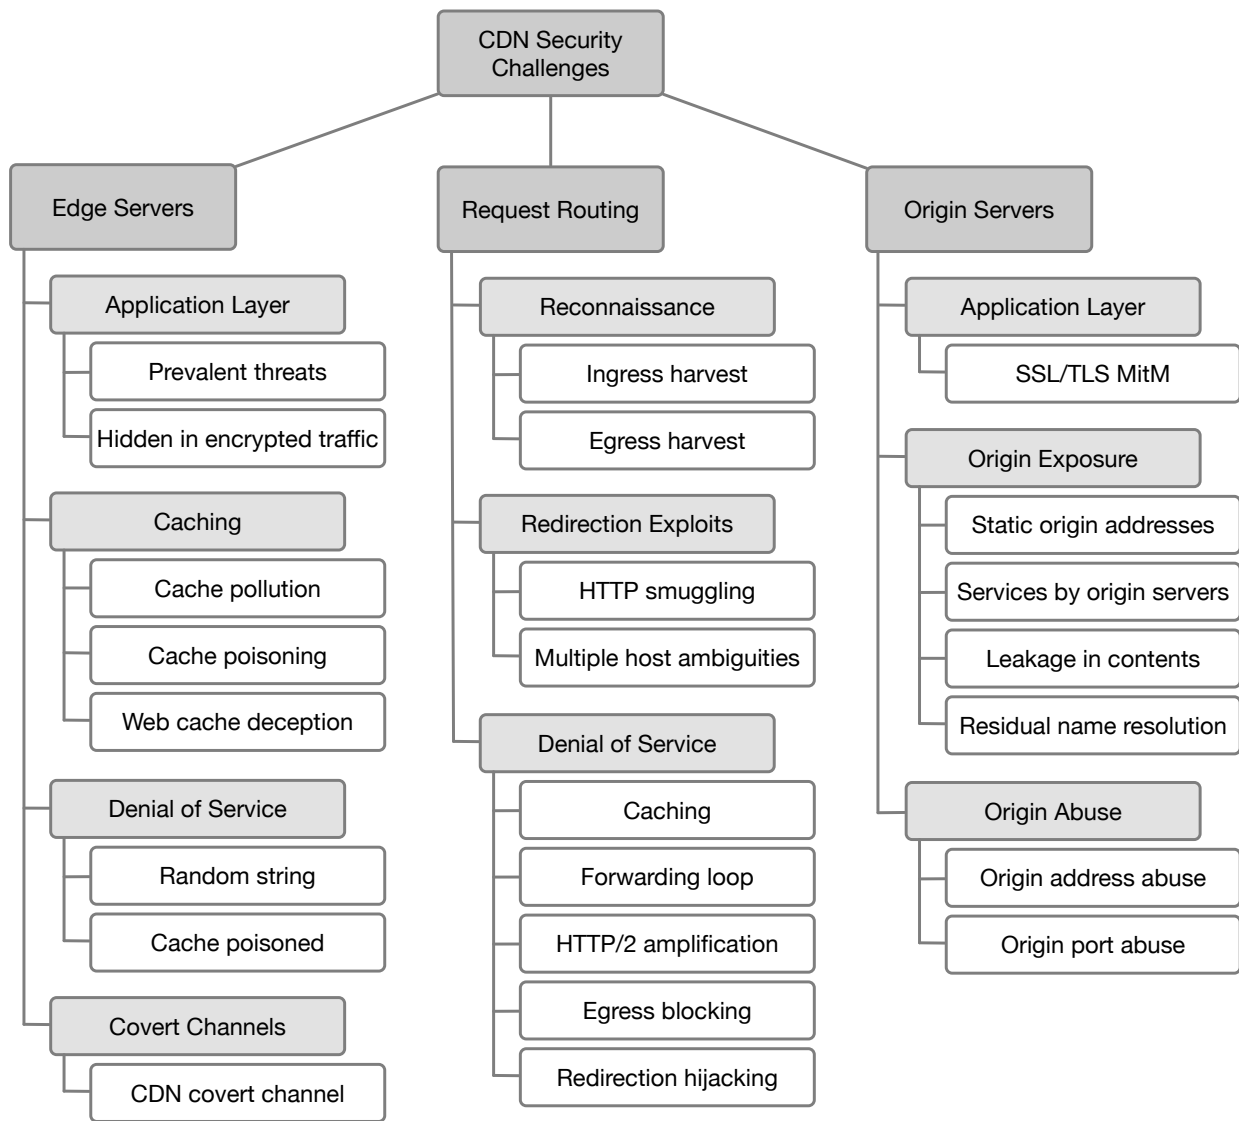 CDN Security
Challenges
Edge Servers
Application Layer
Prevalent threats
Hidden in encrypted traffic
Caching
Cache pollution
Cache poisoning
Web cache deception
Denial of Service
Random string
Cache poisoned
Covert Channels
CDN covert channel
Request Routing
Reconnaissance
Ingress harvest
Egress harvest
Redirection Exploits
HTTP smuggling
Multiple host ambiguities
Denial of Service
Caching
Forwarding loop
HTTP/2 amplification
Egress blocking
Redirection hijacking
Origin Servers
Application Layer
SSL/TLS MitM
Origin Exposure
Static origin addresses
Services by origin servers
Leakage in contents
Residual name resolution
Origin Abuse
Origin address abuse
Origin port abuse